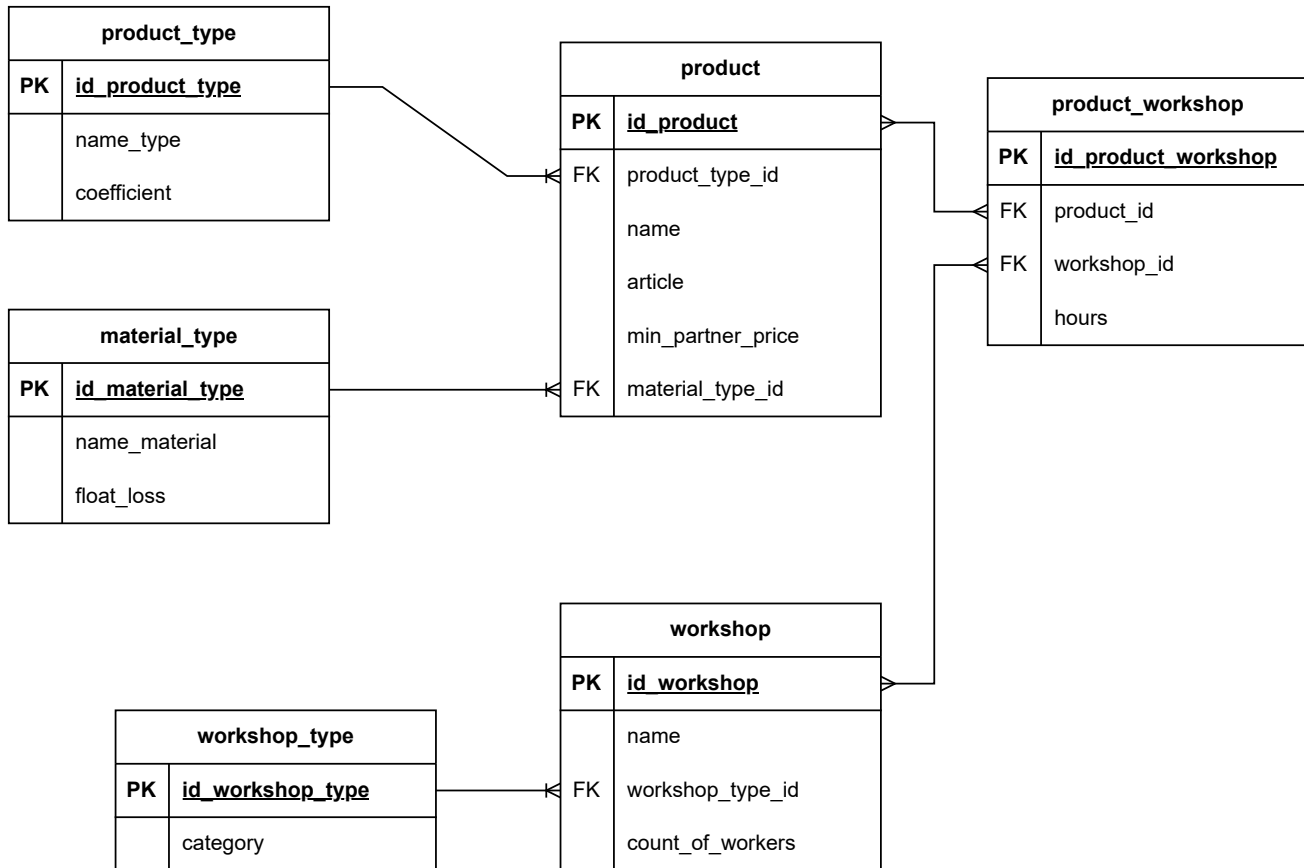 product_type
PK id_product_type
name_type
coefficient
product
PK id_product
FK product_type_id
name
article
min_partner_price
FK material_type_id
product_workshop
PK id_product_workshop
FK product_id
FK workshop_id
hours
material_type
PK id_material_type
name_material
float_loss
workshop
PK id_workshop
name
FK workshop_type_id
count_of_workers
workshop_type
PK id_workshop_type
category